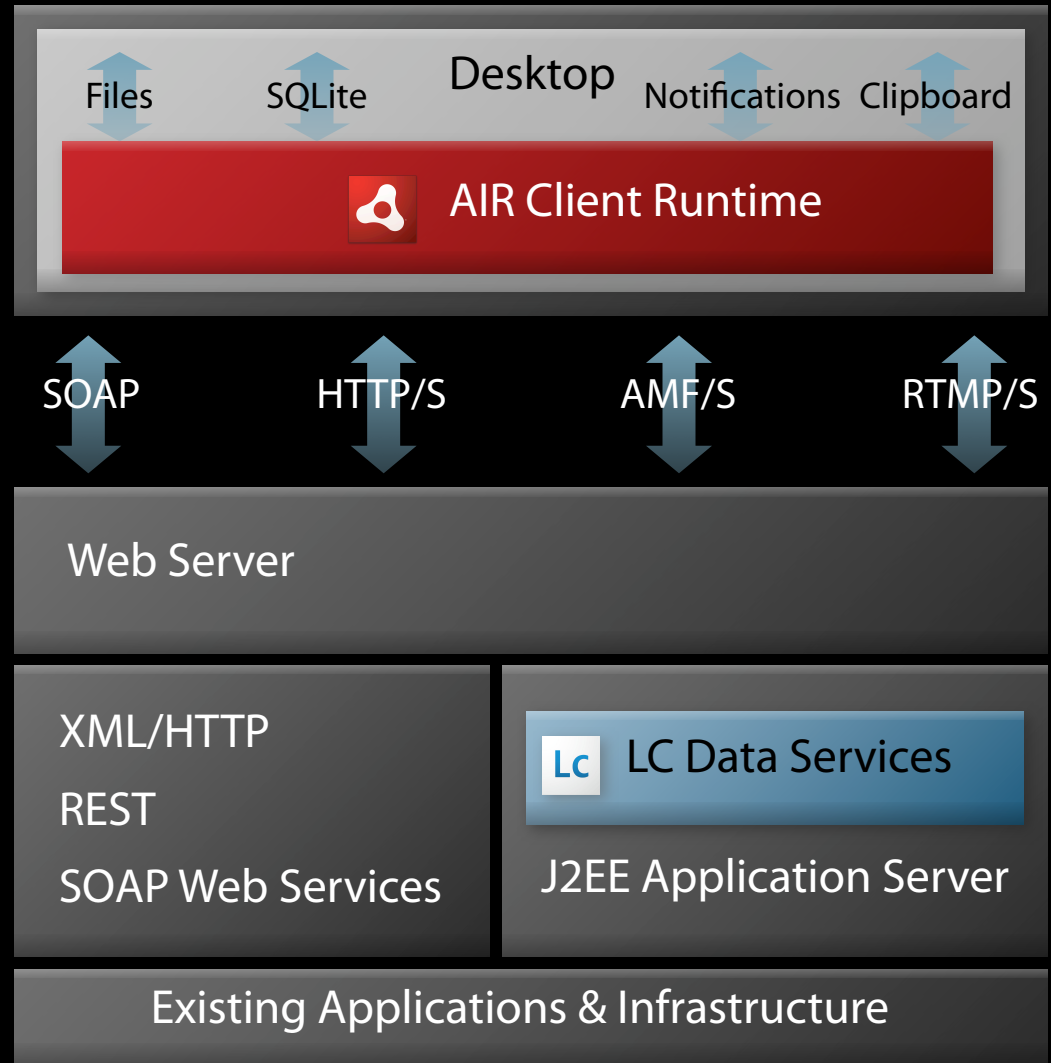 Desktop
Files
SQLite
Notifications
Clipboard
AIR Client Runtime
SOAP
HTTP/S
AMF/S
RTMP/S
Web Server
XML/HTTP
REST
SOAP Web Services
Lc
LC Data Services
J2EE Application Server
Existing Applications & Infrastructure